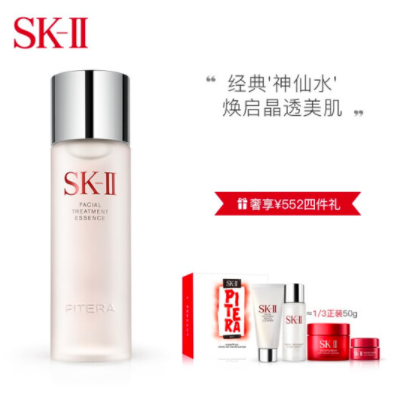 SK-II
“ 经典'神仙水'
焕启晶透美肌 ”
SK-II
FACIAL
TREATMENT
ESSENCE
PITERA
奢享¥552四件礼
SK-II
PITERA
SK-II
SK-II
SK-II
≈1/3正装50g